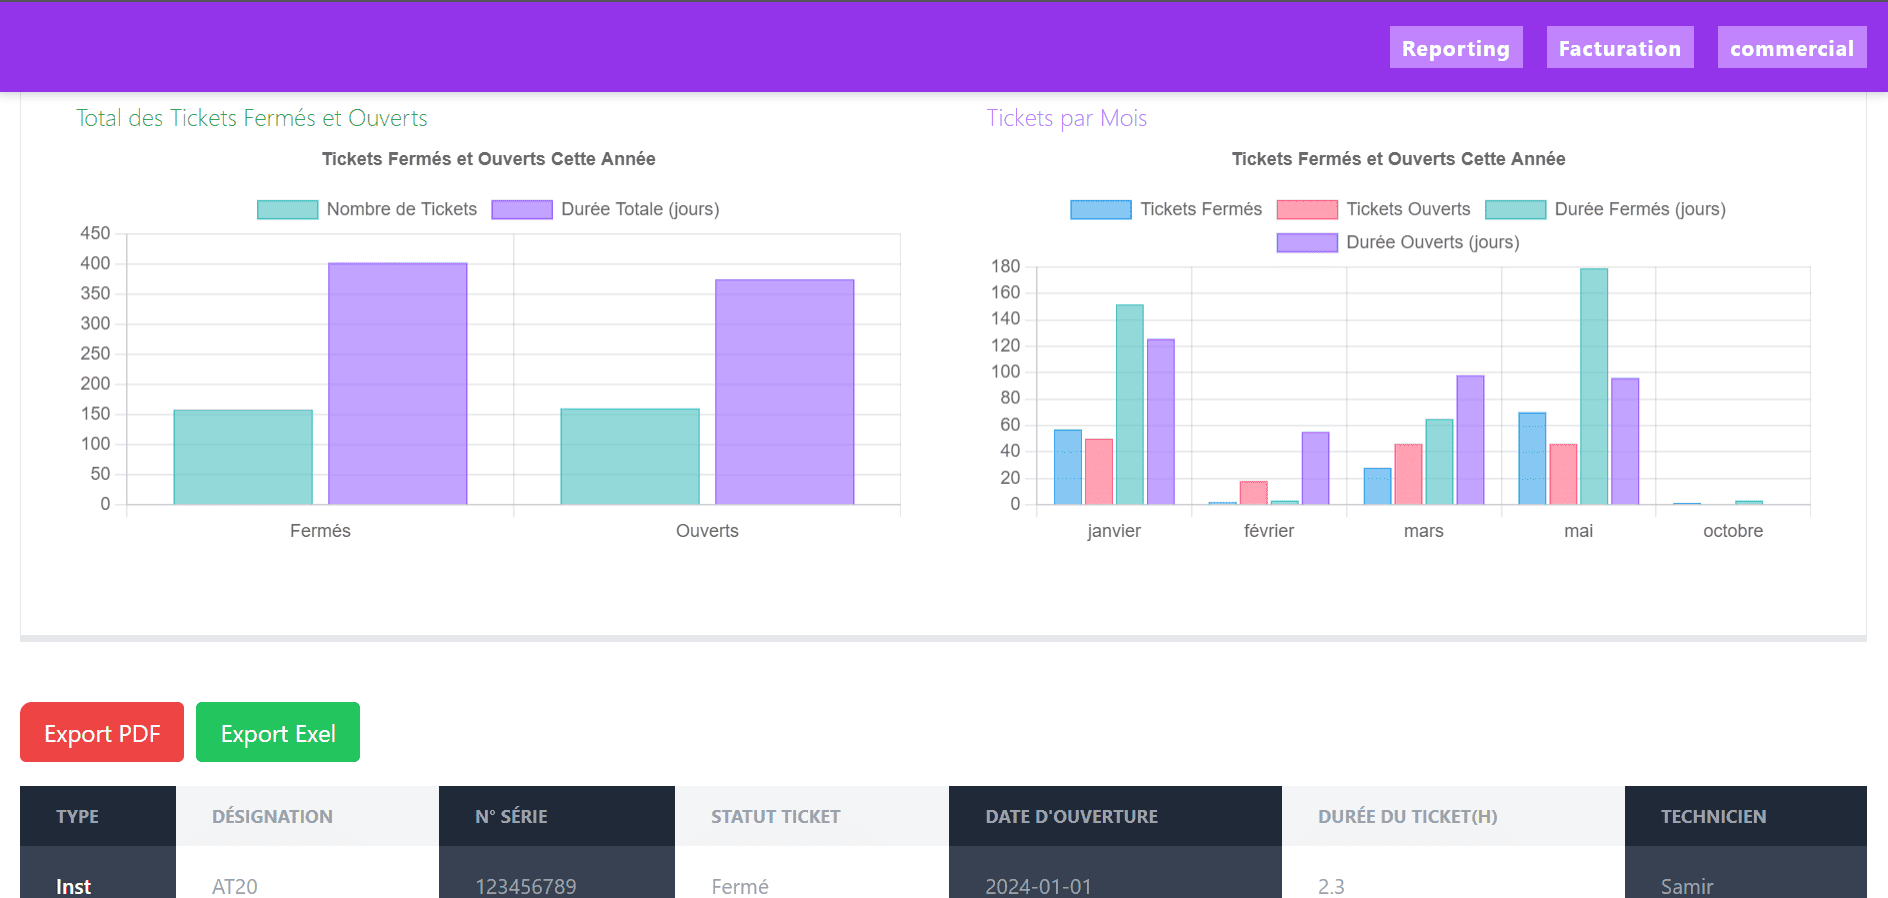 Reporting Facturation commercial
Total des Tickets Fermés et Ouverts
Tickets Fermés et Ouverts Cette Année
Nombre de Tickets Durée Totale (jours)
450
400
350
300
250
200
150
100
50
0
Fermés Ouverts
Tickets par Mois
Tickets Fermés et Ouverts Cette Année
Tickets Fermés Tickets Ouverts Durée Fermés (jours)
Durée Ouverts (jours)
180
160
140
120
100
80
60
40
20
0
janvier février mars mai octobre
Export PDF Export Exel
TYPE DÉSIGNATION N° SÉRIE STATUT TICKET DATE D'OUVERTURE DURÉE DU TICKET(H) TECHNICIEN
Inst AT20 123456789 Fermé 2024-01-01 2.3 Samir